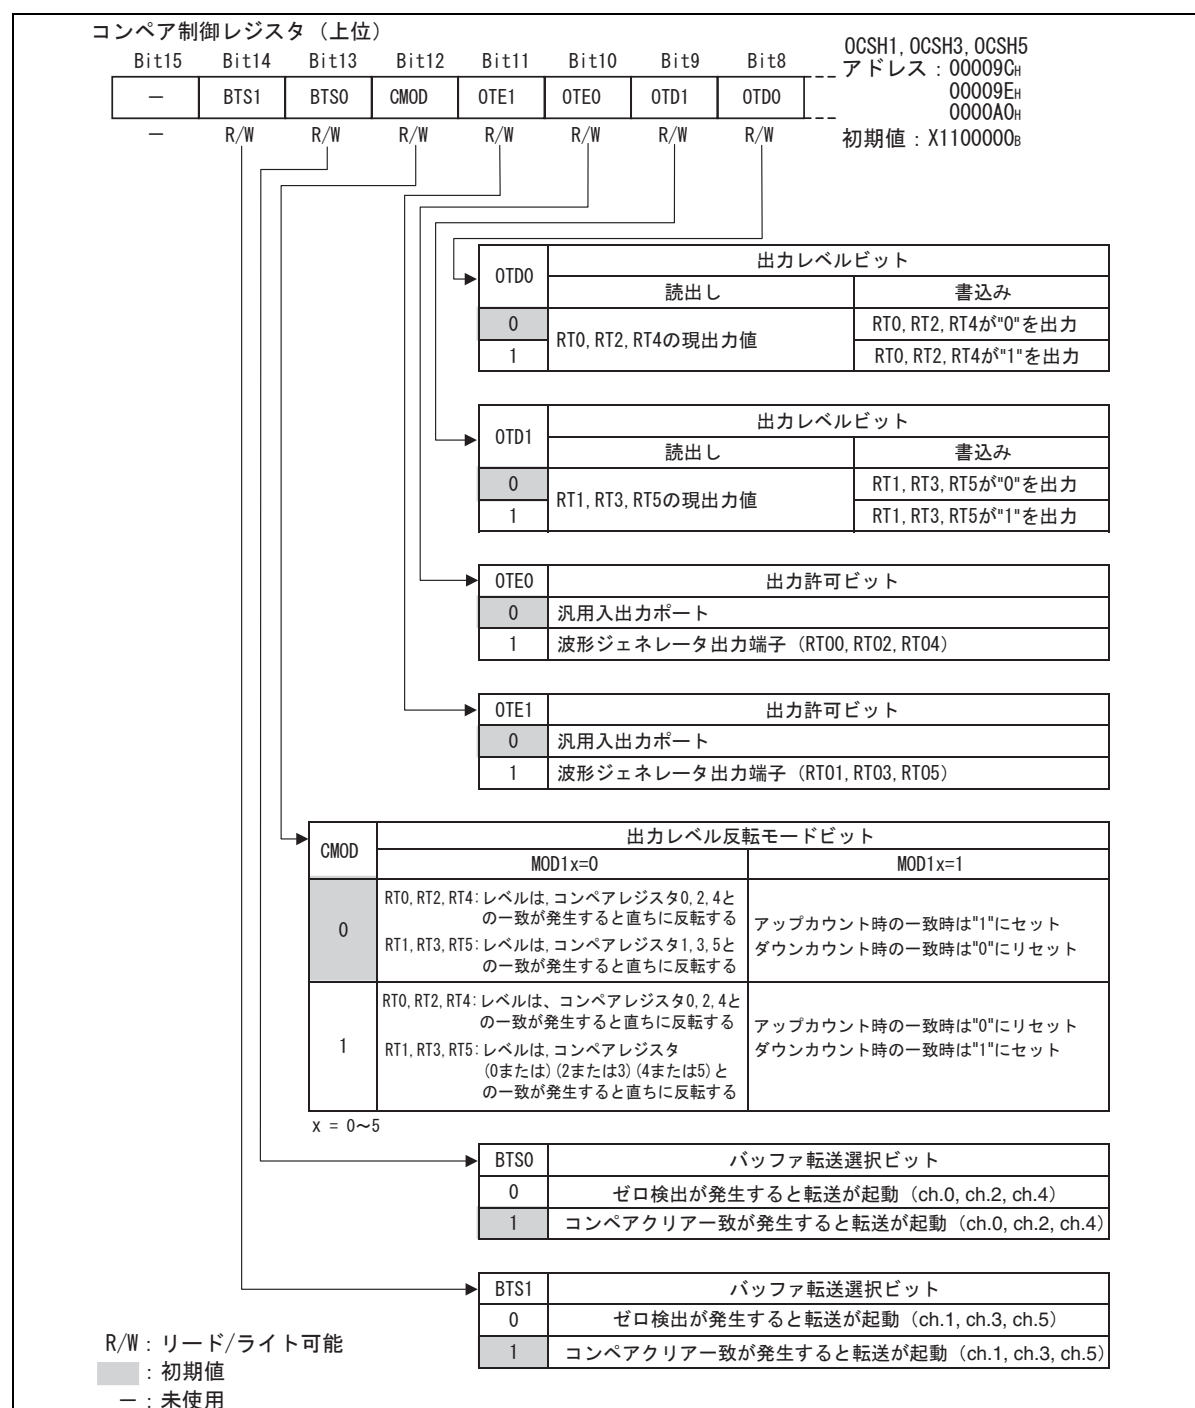 コンペア制御レジスタ（上位）
Bit15 Bit14 Bit13 Bit12 Bit11 Bit10 Bit9 Bit8
－ BTS1 BTS0 CMOD OTE1 OTE0 OTD1 OTD0
－ R/W R/W R/W R/W R/W R/W R/W
OCSH1, OCSH3, OCSH5
アドレス：00009CH
00009EH
0000A0H
初期値：X1100000B
OTD0 出力レベルビット
読出し 書込み
0 RT0, RT2, RT4の現出力値 RT0, RT2, RT4が"0"を出力
1 RT0, RT2, RT4が"1"を出力
OTD1 出力レベルビット
読出し 書込み
0 RT1, RT3, RT5の現出力値 RT1, RT3, RT5が"0"を出力
1 RT1, RT3, RT5が"1"を出力
OTE0 出力許可ビット
0 汎用入出力ポート
1 波形ジェネレータ出力端子（RTO0, RTO2, RTO4）
OTE1 出力許可ビット
0 汎用入出力ポート
1 波形ジェネレータ出力端子（RTO1, RTO3, RTO5）
CMOD 出力レベル反転モードビット
MOD1x=0 MOD1x=1
0
RT0, RT2, RT4：レベルは, コンペアレジスタ0, 2, 4と
の一致が発生すると直ちに反転する
RT1, RT3, RT5：レベルは, コンペアレジスタ1, 3, 5と
の一致が発生すると直ちに反転する
アップカウント時の一致時は"1"にセット
ダウンカウント時の一致時は"0"にリセット
1
RT0, RT2, RT4：レベルは、コンペアレジスタ0, 2, 4と
の一致が発生すると直ちに反転する
RT1, RT3, RT5：レベルは, コンペアレジスタ
(0または)(2または3)(4または5)と
の一致が発生すると直ちに反転する
アップカウント時の一致時は"0"にリセット
ダウンカウント時の一致時は"1"にセット
x = 0～5
BTS0 バッファ転送選択ビット
0 ゼロ検出が発生すると転送が起動（ch.0, ch.2, ch.4）
1 コンペアクリア一致が発生すると転送が起動（ch.0, ch.2, ch.4）
BTS1 バッファ転送選択ビット
0 ゼロ検出が発生すると転送が起動（ch.1, ch.3, ch.5）
1 コンペアクリア一致が発生すると転送が起動（ch.1, ch.3, ch.5）
R/W：リード/ライト可能
：初期値
－：未使用